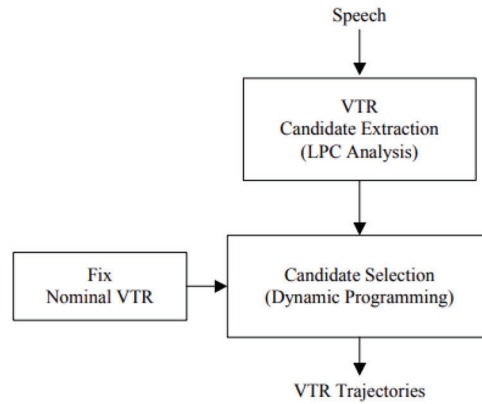 Speech
VTR
Candidate Extraction
(LPC Analysis)
Fix
Nominal VTR
Candidate Selection
(Dynamic Programming)
VTR Trajectories